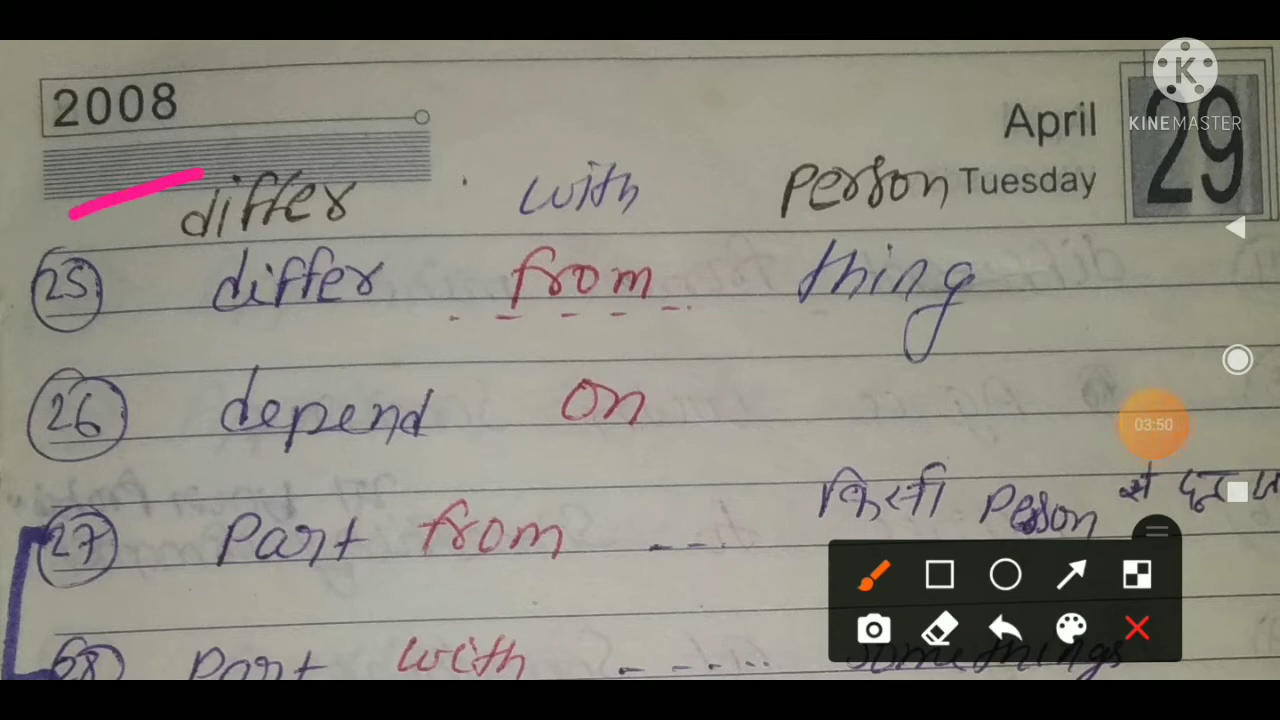 2008
April
29
KINEMASTER
Tuesday
differ with person
25 differ from thing
26 depend on
03:50
किसी person से दूर
27 Part from ---
28 Part with ----- somethings